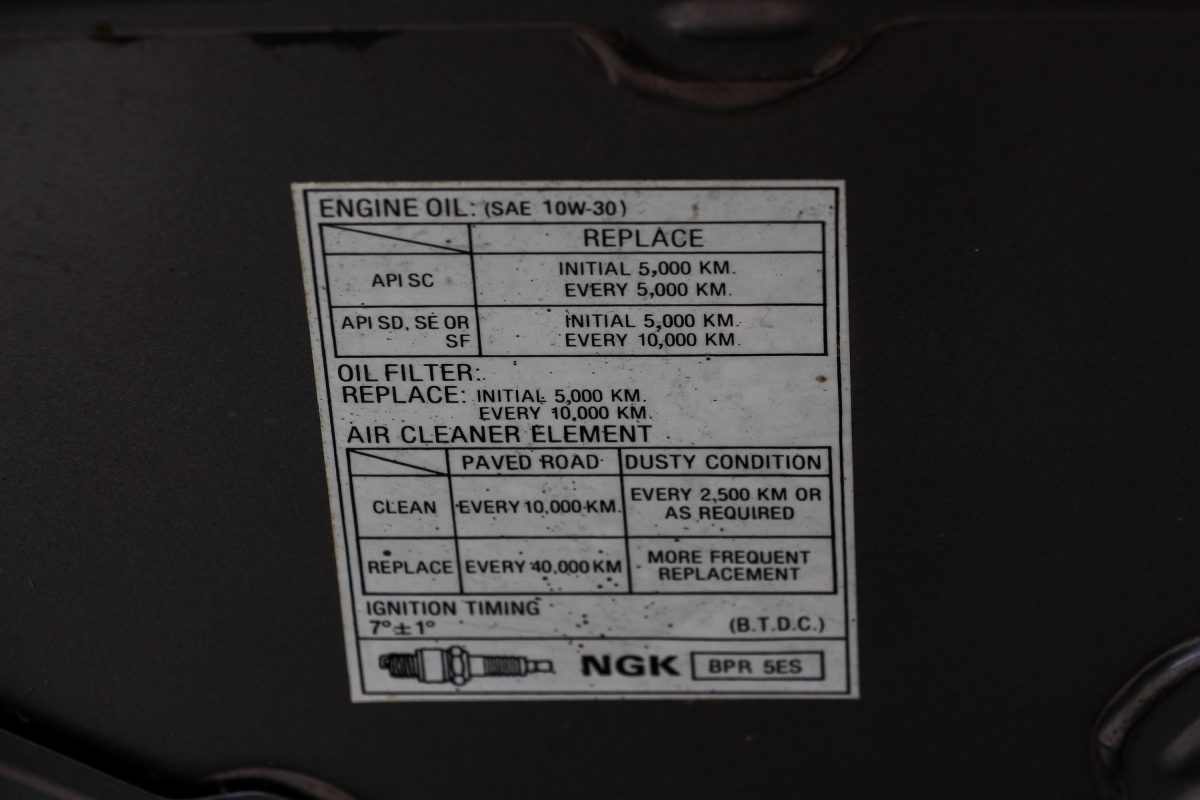 ENGINE OIL: (SAE 10W-30)
REPLACE
API SC
INITIAL 5,000 KM.
EVERY 5,000 KM.
API SD, SE OR
SF
INITIAL 5,000 KM.
EVERY 10,000 KM.
OIL FILTER:
REPLACE: INITIAL 5,000 KM.
EVERY 10,000 KM.
AIR CLEANER ELEMENT
PAVED ROAD DUSTY CONDITION
CLEAN EVERY 10,000 KM.
EVERY 2,500 KM OR
AS REQUIRED
REPLACE EVERY 40,000 KM
MORE FREQUENT
REPLACEMENT
IGNITION TIMING
7°±1° (B.T.D.C.)
NGK BPR 5ES